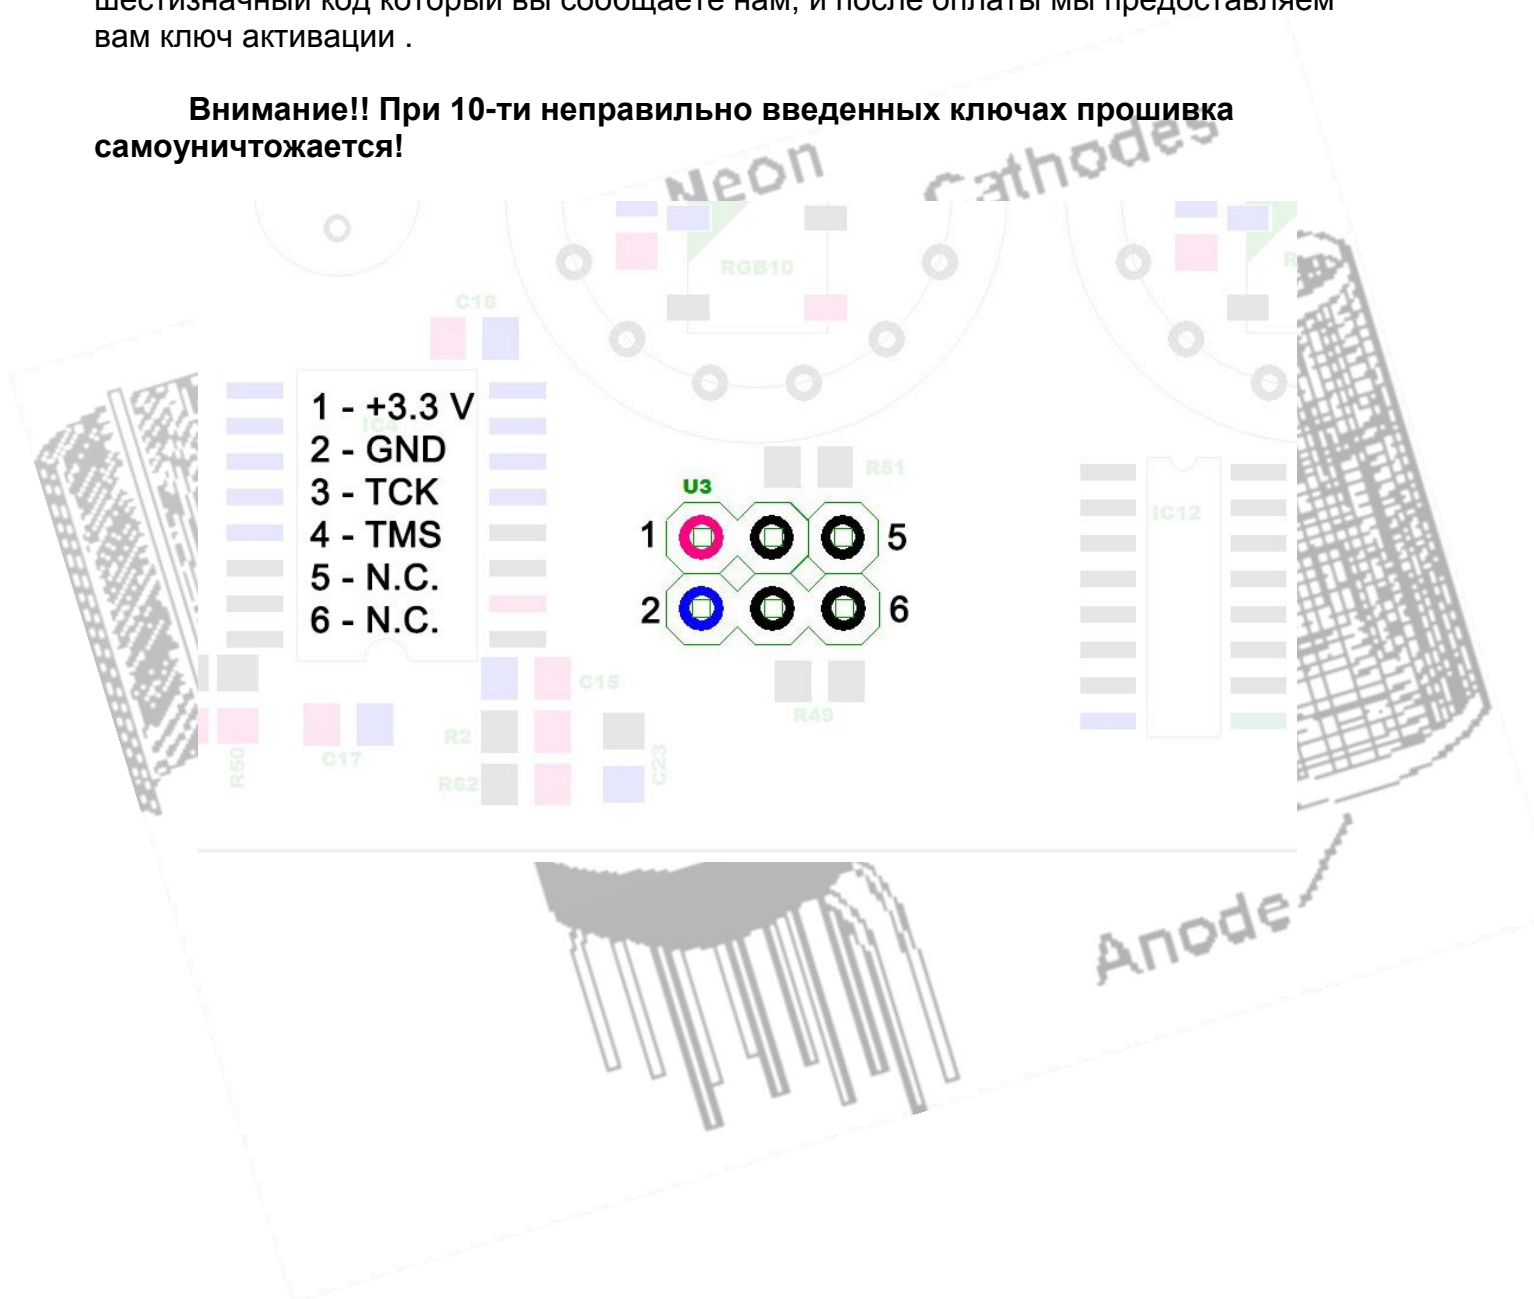 шестизначный код который вы сообщаете нам, и после оплаты мы предоставляем
вам ключ активации .
Внимание!! При 10-ти неправильно введенных ключах прошивка
самоуничтожается!
Neon Cathodes
RGB10
C16
IC4
1 - +3.3 V
2 - GND
3 - TCK
4 - TMS
5 - N.C.
6 - N.C.
R51
U3
1 5
2 6
IC12
C15
R49
R2
R62
C23
C17
R50
Anode